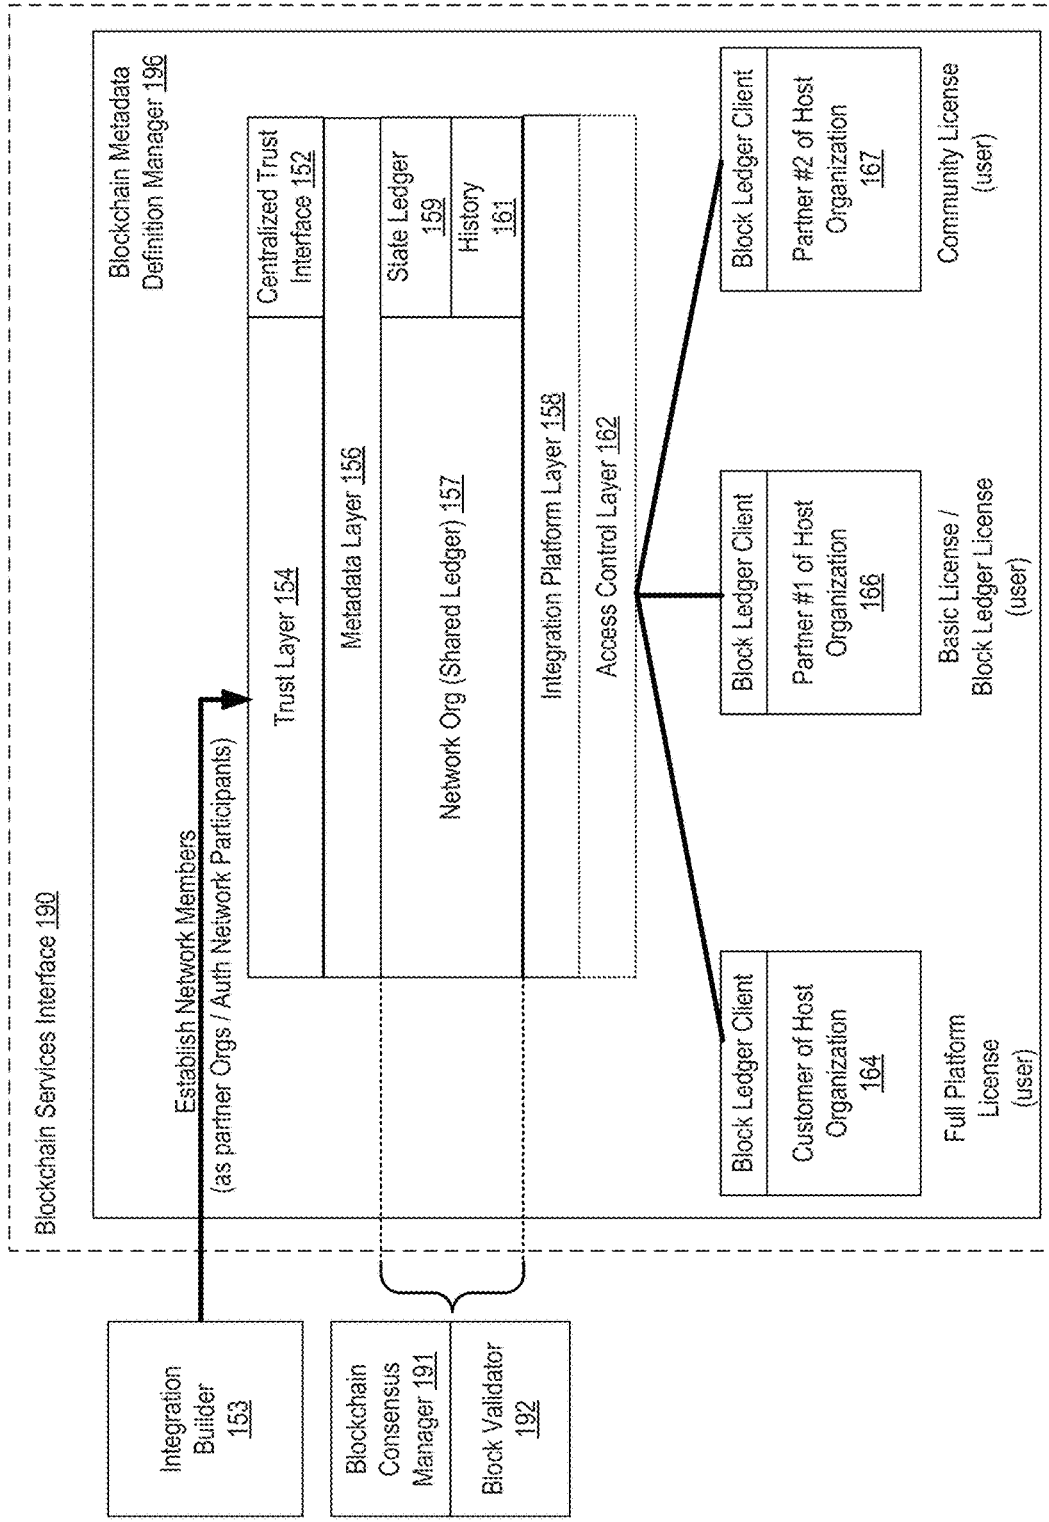 Blockchain Services Interface 190
Blockchain Metadata
Definition Manager 196
Integration
Builder
153
Establish Network Members
(as partner Orgs / Auth Network Participants)
Blockchain
Consensus
Manager 191
Block Validator
192
Trust Layer 154
Centralized Trust
Interface 152
Metadata Layer 156
Network Org (Shared Ledger) 157
State Ledger
159
History
161
Integration Platform Layer 158
Access Control Layer 162
Block Ledger Client
Customer of Host
Organization
164
Full Platform
License
(user)
Block Ledger Client
Partner #1 of Host
Organization
166
Basic License /
Block Ledger License
(user)
Block Ledger Client
Partner #2 of Host
Organization
167
Community License
(user)